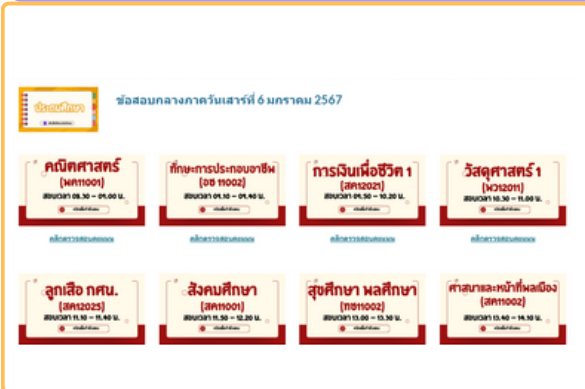 ประถมศึกษา
ข้อสอบกลางภาควันเสาร์ที่ 6 มกราคม 2567
คณิตศาสตร์
(พค11001)
สอบเวลา 08.30 – 09.00 น.
ทักษะการประกอบอาชีพ
(อช 11002)
สอบเวลา 09.10 – 09.40 น.
การเงินเพื่อชีวิต 1
(สค12021)
สอบเวลา 09.50 – 10.20 น.
วัสดุศาสตร์ 1
(พว12011)
สอบเวลา 10.30 – 11.00 น.
ลูกเสือ กศน.
(สค12025)
สอบเวลา 11.10 – 11.40 น.
สังคมศึกษา
(สค11001)
สอบเวลา 11.50 – 12.20 น.
สุขศึกษา พลศึกษา
(ทช11002)
สอบเวลา 13.00 – 13.30 น.
ศาสนาและหน้าที่พลเมือง
(สค11002)
สอบเวลา 13.40 – 14.10 น.